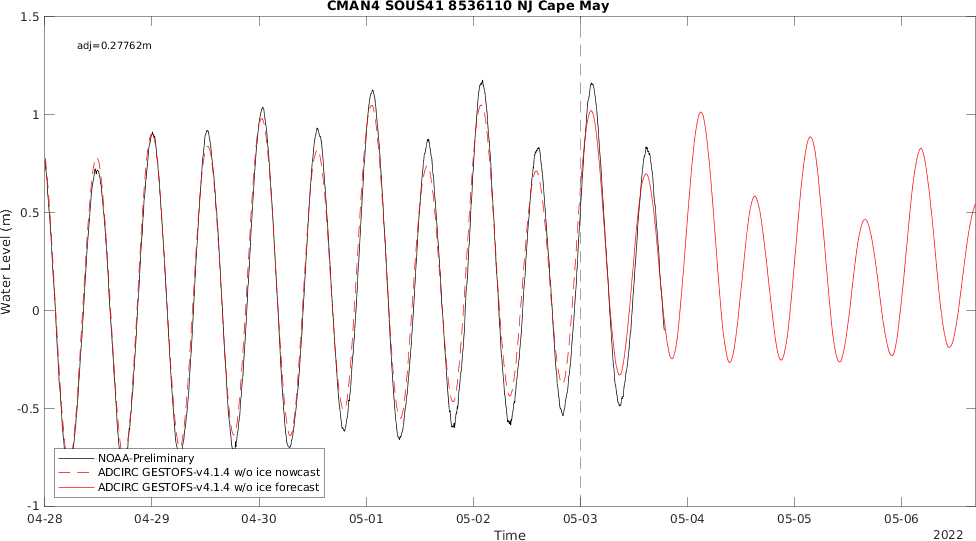 CMAN4 SOUS41 8536110 NJ Cape May
adj=0.27762m
1.5
1
0.5
0
-0.5
-1
Water Level (m)
NOAA-Preliminary
ADCIRC GESTOFS-v4.1.4 w/o ice nowcast
ADCIRC GESTOFS-v4.1.4 w/o ice forecast
04-28 04-29 04-30 05-01 05-02 05-03 05-04 05-05 05-06
Time
2022